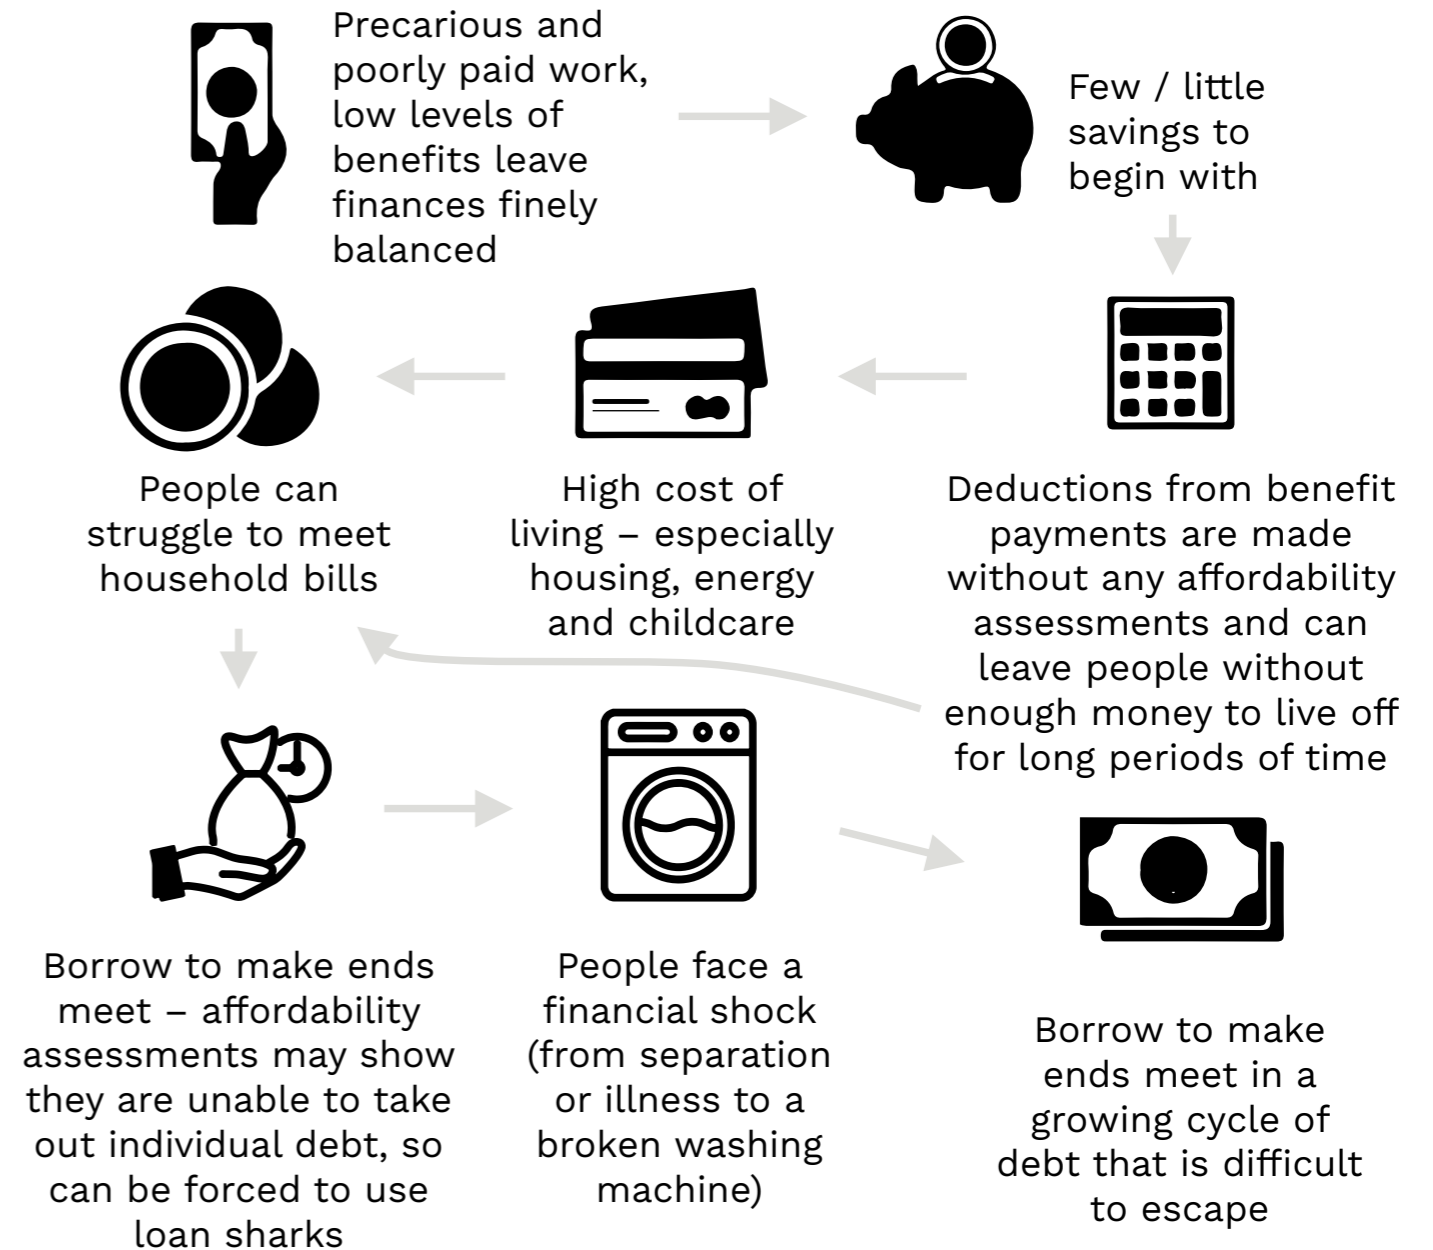 Precarious and
poorly paid work,
low levels of
benefits leave
finances finely
balanced
Few / little
savings to
begin with
Deductions from benefit
payments are made
without any affordability
assessments and can
leave people without
enough money to live off
for long periods of time
High cost of
living – especially
housing, energy
and childcare
People can
struggle to meet
household bills
Borrow to make ends
meet – affordability
assessments may show
they are unable to take
out individual debt, so
can be forced to use
loan sharks
People face a
financial shock
(from separation
or illness to a
broken washing
machine)
Borrow to make
ends meet in a
growing cycle of
debt that is difficult
to escape